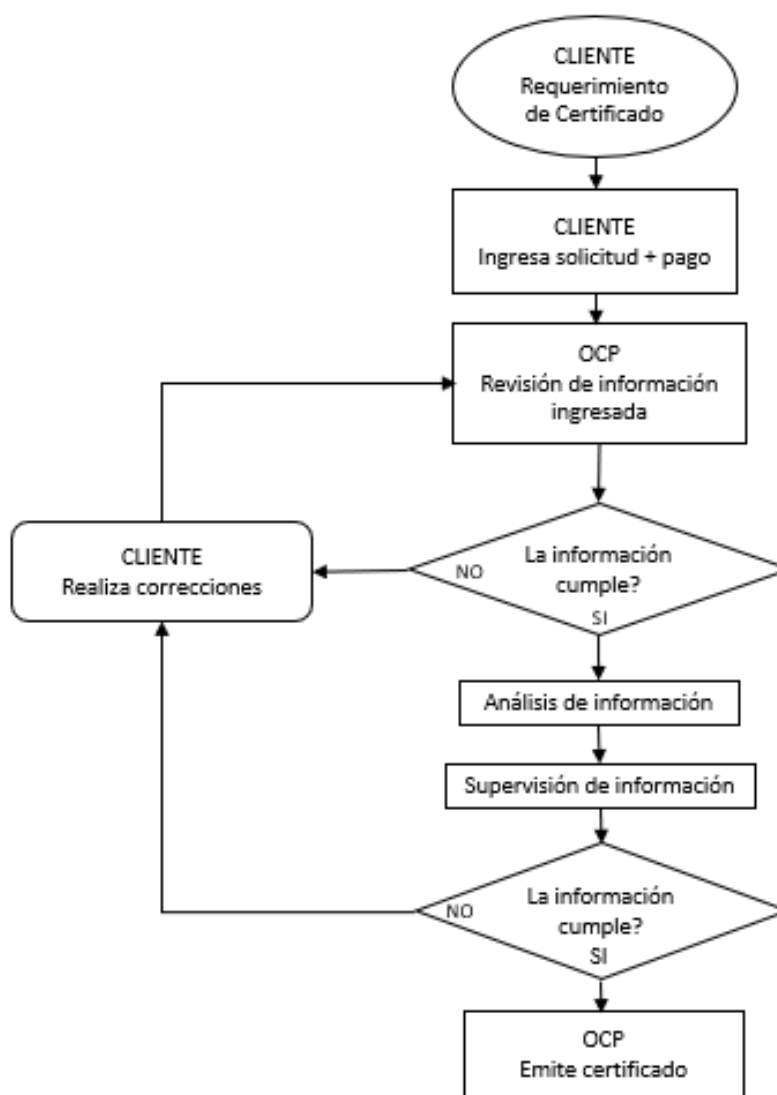 CLIENTE
Requerimiento
de Certificado
CLIENTE
Ingresa solicitud + pago
OCP
Revisión de información
ingresada
CLIENTE
Realiza correcciones
La información
cumple?
NO
SI
Análisis de información
Supervisión de información
La información
cumple?
NO
SI
OCP
Emite certificado